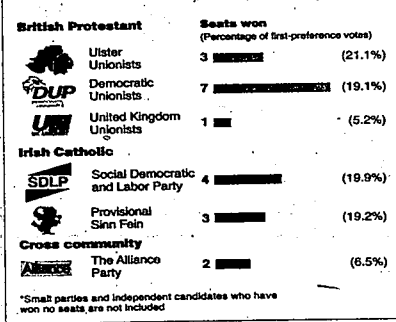 British Protestant
Seats won
(Percentage of first-preference votes)
Ulster
Unionists
3
(21.1%)
DUP
Democratic
Unionists
7
(19.1%)
United Kingdom
Unionists
1
(5.2%)
Irish Catholic
SDLP
Social Democratic
and Labor Party
4
(19.9%)
Provisional
Sinn Fein
3
(19.2%)
Cross community
Alliance
The Alliance
Party
2
(6.5%)
*Small parties and independent candidates who have
won no seats are not included